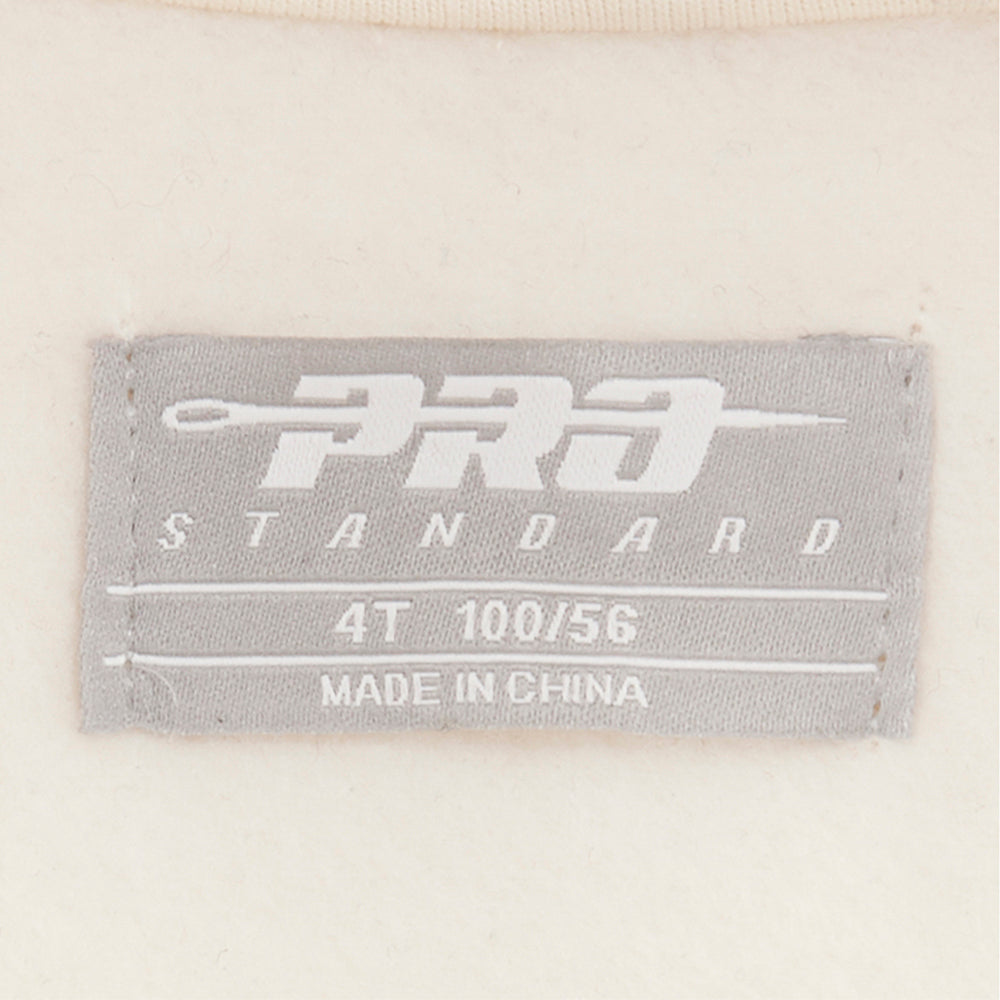 PRO
STANDARD
4T 100/56
MADE IN CHINA